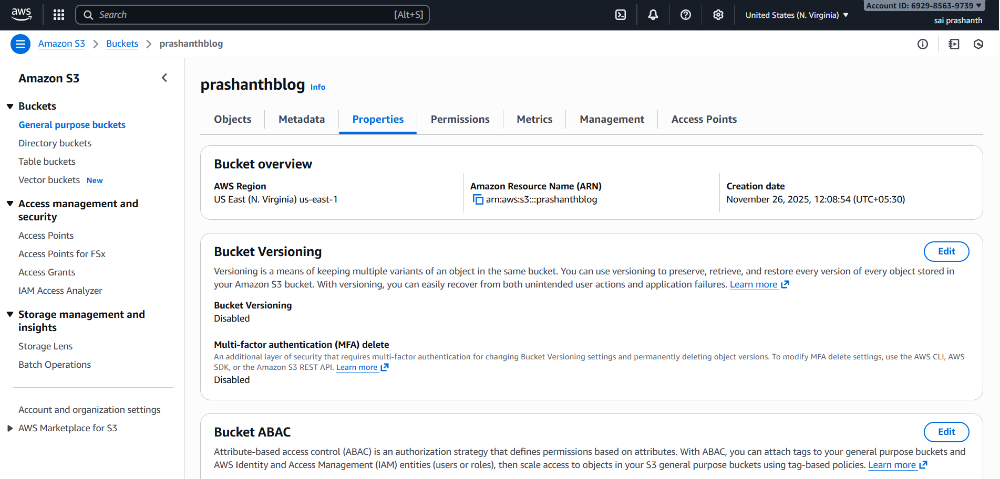 aws
Search [Alt+S]
United States (N. Virginia)
Account ID: 6929-8563-9739
sai prashanth
Amazon S3
Buckets
prashanthblog
Amazon S3
Buckets
General purpose buckets
Directory buckets
Table buckets
Vector buckets New
Access management and
security
Access Points
Access Points for FSx
Access Grants
IAM Access Analyzer
Storage management and
insights
Storage Lens
Batch Operations
Account and organization settings
AWS Marketplace for S3
prashanthblog Info
Objects
Metadata
Properties
Permissions
Metrics
Management
Access Points
Bucket overview
AWS Region
US East (N. Virginia) us-east-1
Amazon Resource Name (ARN)
arn:aws:s3:::prashanthblog
Creation date
November 26, 2025, 12:08:54 (UTC+05:30)
Bucket Versioning
Edit
Versioning is a means of keeping multiple variants of an object in the same bucket. You can use versioning to preserve, retrieve, and restore every version of every object stored in
your Amazon S3 bucket. With versioning, you can easily recover from both unintended user actions and application failures. Learn more
Bucket Versioning
Disabled
Multi-factor authentication (MFA) delete
An additional layer of security that requires multi-factor authentication for changing Bucket Versioning settings and permanently deleting object versions. To modify MFA delete settings, use the AWS CLI, AWS
SDK, or the Amazon S3 REST API. Learn more
Disabled
Bucket ABAC
Edit
Attribute-based access control (ABAC) is an authorization strategy that defines permissions based on attributes. With ABAC, you can attach tags to your general purpose buckets and
AWS Identity and Access Management (IAM) entities (users or roles), then scale access to objects in your S3 general purpose buckets using tag-based policies. Learn more